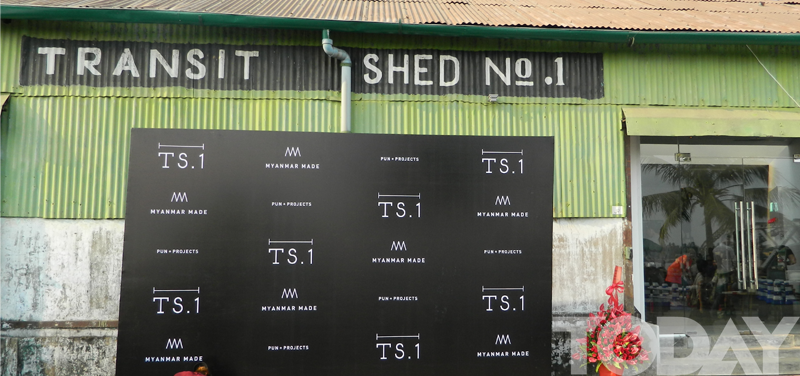 TRANSIT SHED No.1
TS.1 MYANMAR MADE PUN + PROJECTS TS.1
MYANMAR MADE PUN + PROJECTS TS.1 MYANMAR MADE
PUN + PROJECTS TS.1 MYANMAR MADE PUN + PROJECTS
TS.1 MYANMAR MADE PUN + PROJECTS TS.1
MYANMAR MADE PUN + PROJECTS TS.1 MYANMAR MADE
TODAY